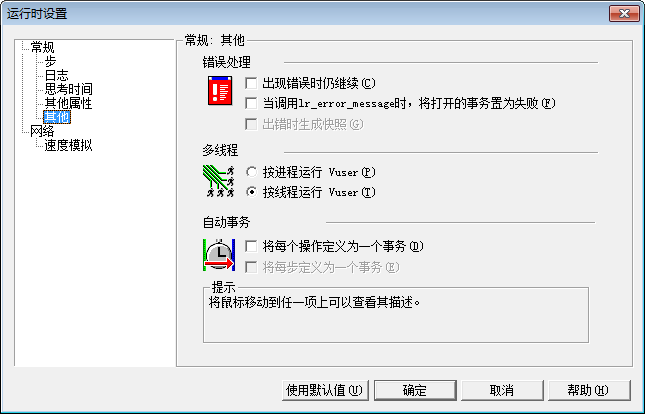 运行时设置
常规
步
日志
思考时间
其他属性
其他
网络
速度模拟
常规: 其他
错误处理
出现错误时仍继续(C)
当调用lr_error_message时，将打开的事务置为失败(F)
出错时生成快照(G)
多线程
按进程运行 Vuser(P)
按线程运行 Vuser(T)
自动事务
将每个操作定义为一个事务(D)
将每步定义为一个事务(E)
提示
将鼠标移动到任一项上可以查看其描述。
使用默认值(U)
确定
取消
帮助(H)